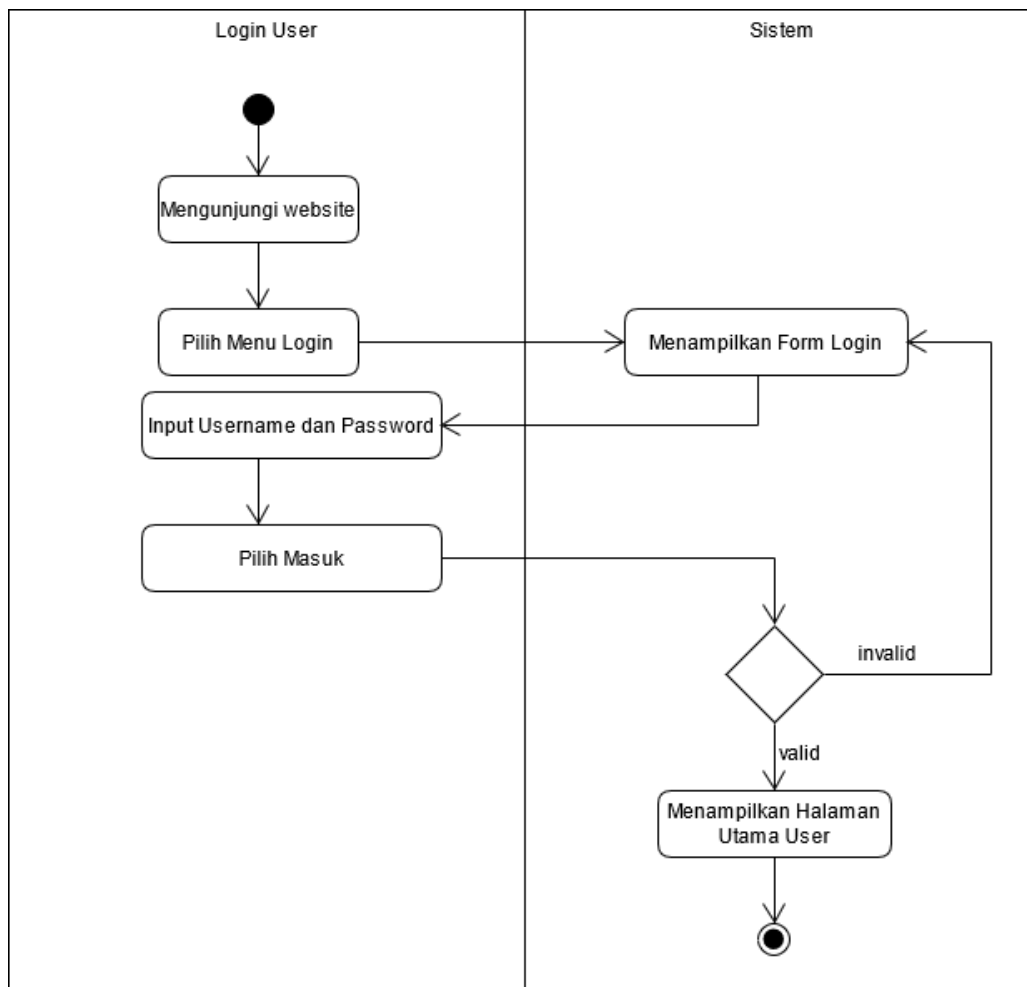 Login User
Sistem
Mengunjungi website
Pilih Menu Login
Menampilkan Form Login
Input Username dan Password
Pilih Masuk
invalid
valid
Menampilkan Halaman
Utama User